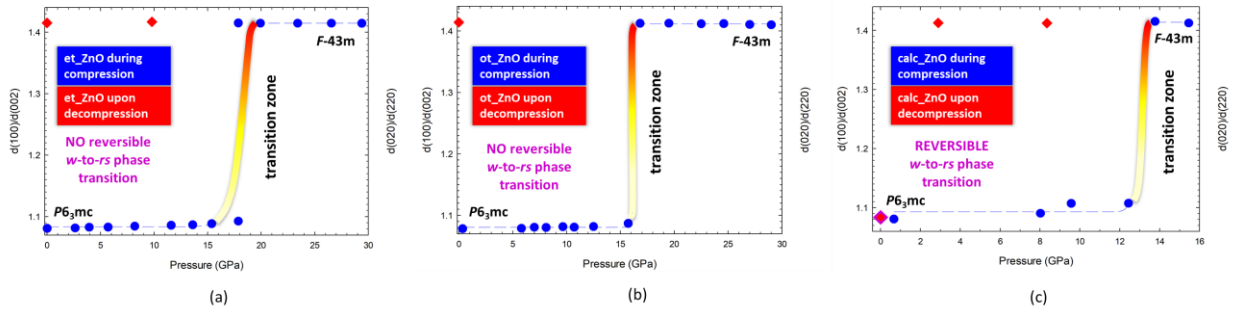 1.4
1.3
1.2
1.1
d(100)/d(002)
d(020)/d(220)
F-43m
et_ZnO during
compression
et_ZnO upon
decompression
NO reversible
w-to-rs phase
transition
transition zone
P6₃mc
0 5 10 15 20 25 30
Pressure (GPa)
(a)
1.4
1.3
1.2
1.1
d(100)/d(002)
d(020)/d(220)
F-43m
ot_ZnO during
compression
ot_ZnO upon
decompression
NO reversible
w-to-rs phase
transition
transition zone
P6₃mc
0 5 10 15 20 25 30
Pressure (GPa)
(b)
1.4
1.3
1.2
1.1
d(100)/d(002)
d(020)/d(220)
F-43m
calc_ZnO during
compression
calc_ZnO upon
decompression
REVERSIBLE
w-to-rs phase
transition
transition zone
P6₃mc
0 2 4 6 8 10 12 14 16
Pressure (GPa)
(c)